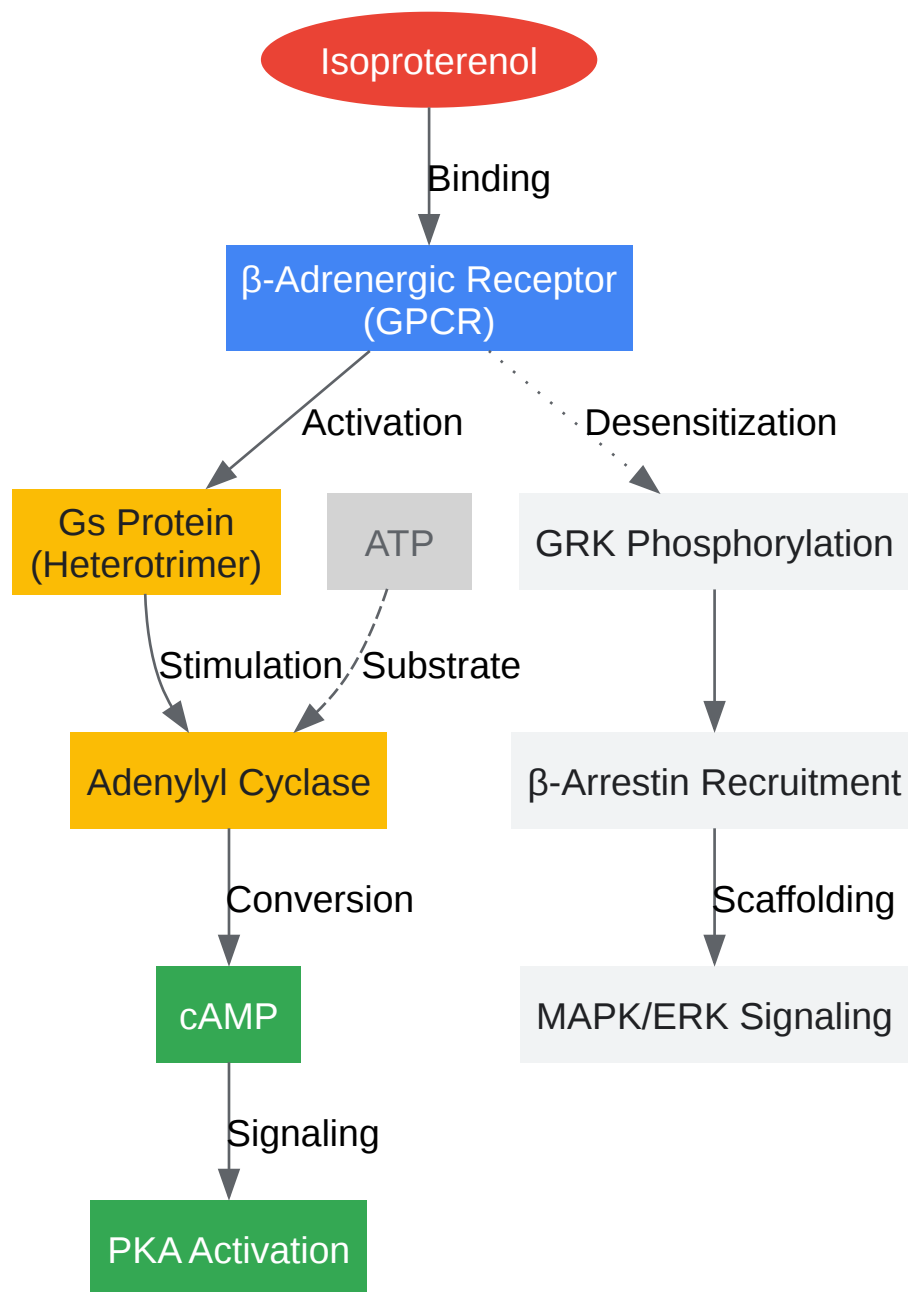 Isoproterenol
Binding
β-Adrenergic Receptor
(GPCR)
Activation
Desensitization
Gs Protein
(Heterotrimer)
ATP
GRK Phosphorylation
Stimulation
Substrate
Adenylyl Cyclase
β-Arrestin Recruitment
Conversion
Scaffolding
cAMP
MAPK/ERK Signaling
Signaling
PKA Activation